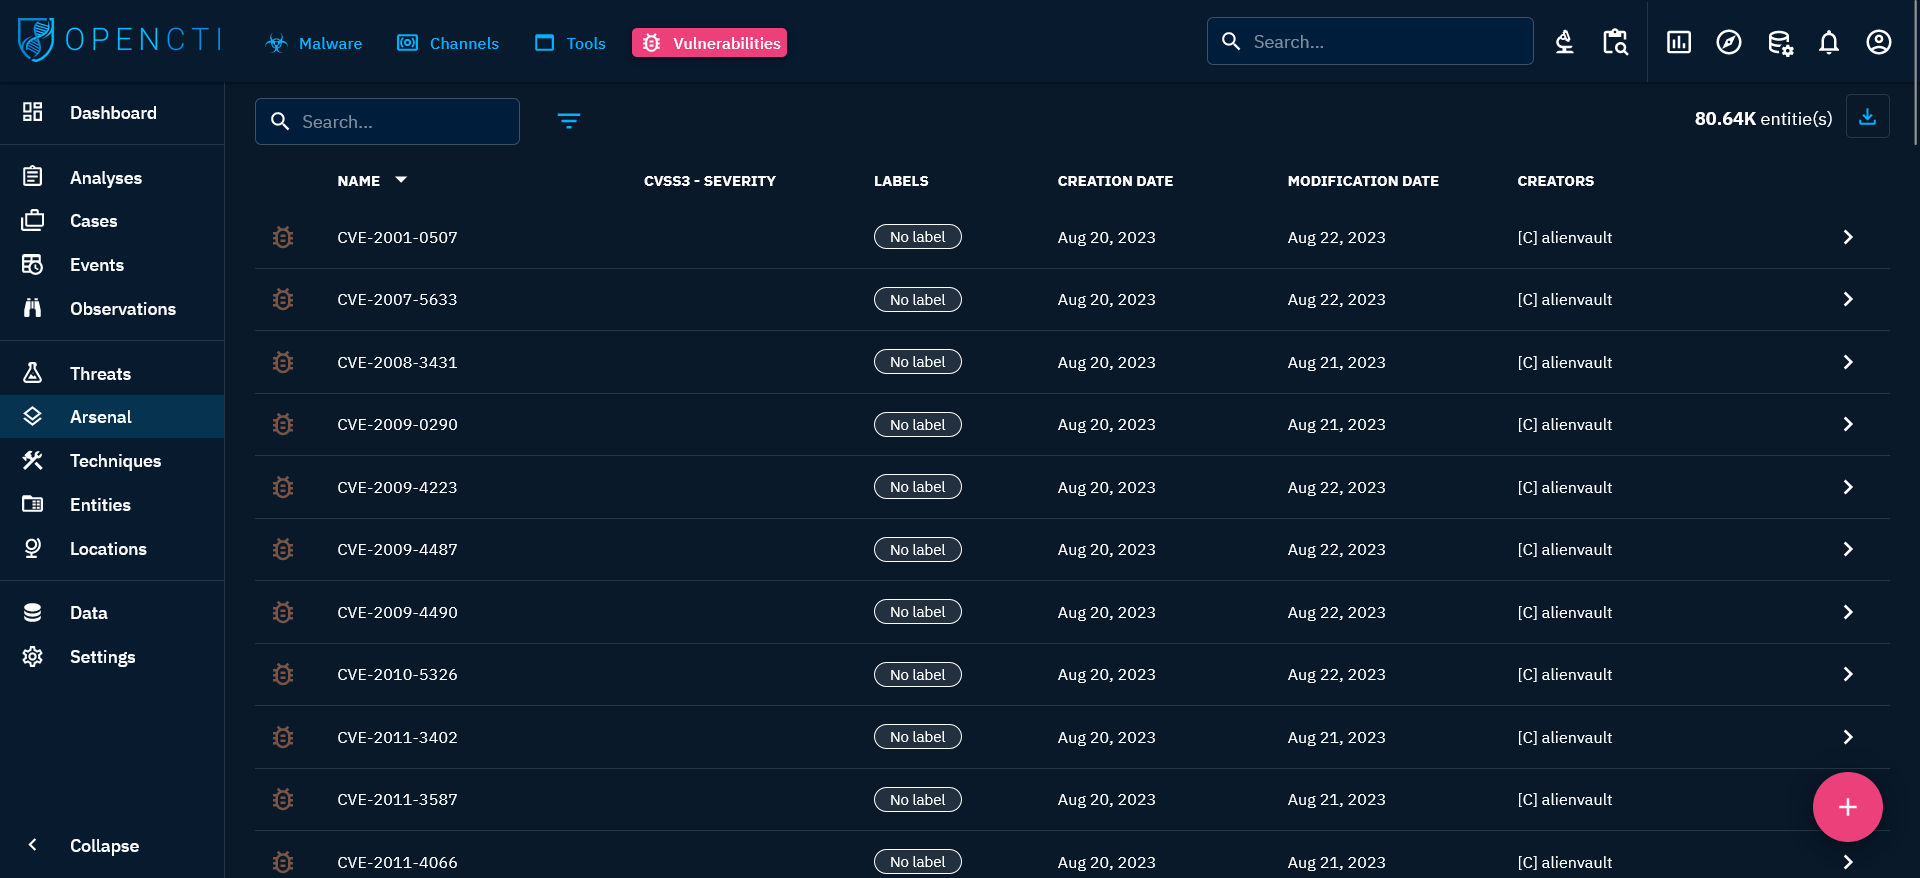 OPENCTI
Malware Channels Tools Vulnerabilities
Search...
Dashboard
Analyses
Cases
Events
Observations
Threats
Arsenal
Techniques
Entities
Locations
Data
Settings
Collapse
Search...
80.64K entitie(s)
NAME CVSS3 - SEVERITY LABELS CREATION DATE MODIFICATION DATE CREATORS
CVE-2001-0507 No label Aug 20, 2023 Aug 22, 2023 [C] alienvault
CVE-2007-5633 No label Aug 20, 2023 Aug 22, 2023 [C] alienvault
CVE-2008-3431 No label Aug 20, 2023 Aug 21, 2023 [C] alienvault
CVE-2009-0290 No label Aug 20, 2023 Aug 21, 2023 [C] alienvault
CVE-2009-4223 No label Aug 20, 2023 Aug 22, 2023 [C] alienvault
CVE-2009-4487 No label Aug 20, 2023 Aug 22, 2023 [C] alienvault
CVE-2009-4490 No label Aug 20, 2023 Aug 22, 2023 [C] alienvault
CVE-2010-5326 No label Aug 20, 2023 Aug 22, 2023 [C] alienvault
CVE-2011-3402 No label Aug 20, 2023 Aug 21, 2023 [C] alienvault
CVE-2011-3587 No label Aug 20, 2023 Aug 21, 2023 [C] alienvault
CVE-2011-4066 No label Aug 20, 2023 Aug 21, 2023 [C] alienvault